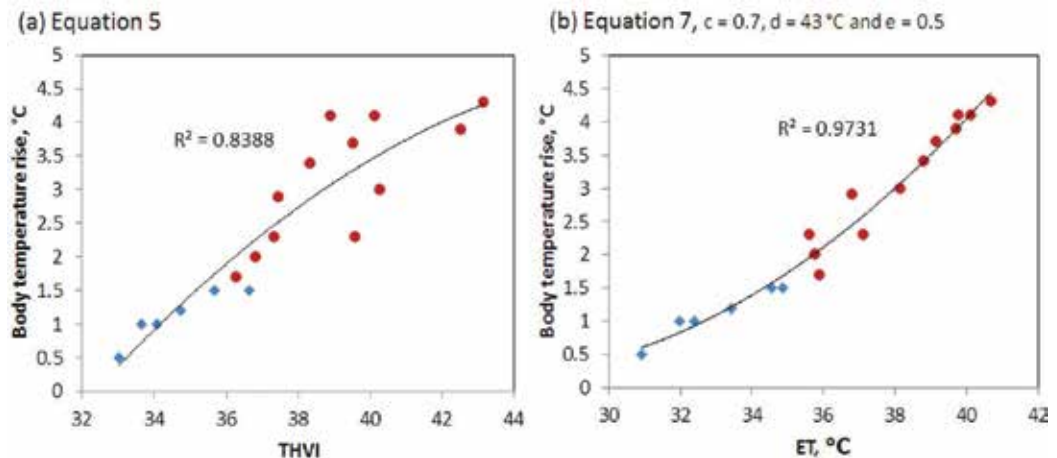 (a) Equation 5
Body temperature rise, °C
5
4.5
4
3.5
3
2.5
2
1.5
1
0.5
0
R² = 0.8388
32 34 36 38 40 42 44
THVI
(b) Equation 7, c = 0.7, d = 43 °C and e = 0.5
Body temperature rise, °C
5
4.5
4
3.5
3
2.5
2
1.5
1
0.5
0
R² = 0.9731
30 32 34 36 38 40 42
ET, °C